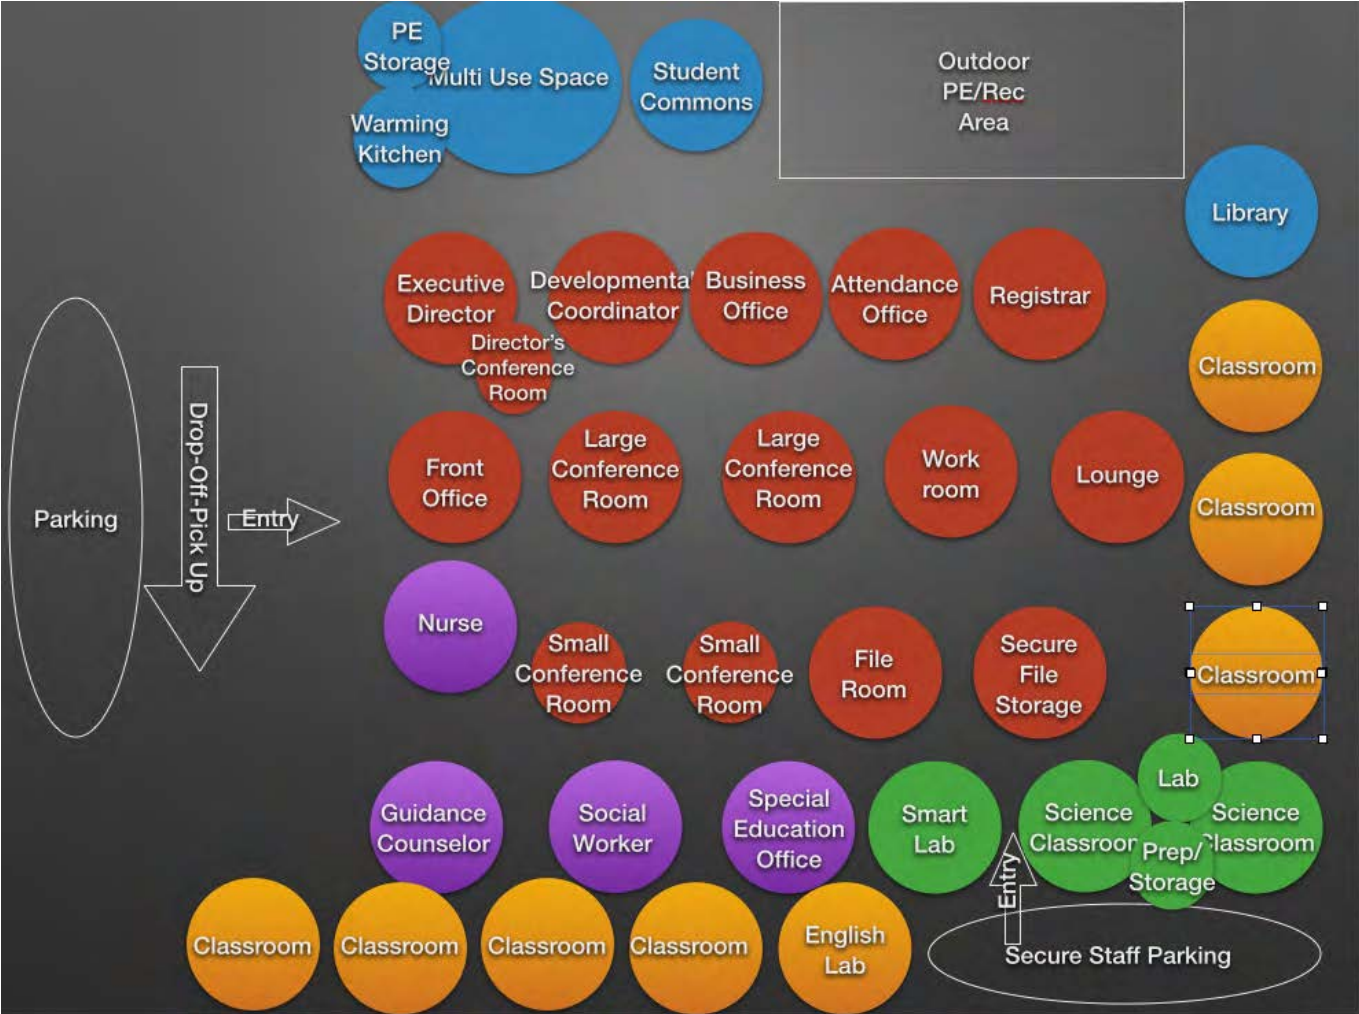 PE
Storage
Multi Use Space
Warming
Kitchen
Student
Commons
Outdoor
PE/Rec
Area
Library
Executive
Director
Director's
Conference
Room
Developmental
Coordinator
Business
Office
Attendance
Office
Registrar
Classroom
Parking
Drop-Off-Pick Up
Entry
Front
Office
Large
Conference
Room
Large
Conference
Room
Work
room
Lounge
Classroom
Nurse
Small
Conference
Room
Small
Conference
Room
File
Room
Secure
File
Storage
Classroom
Guidance
Counselor
Social
Worker
Special
Education
Office
Smart
Lab
Science
Classroom
Lab
Prep/
Storage
Science
Classroom
Classroom
Classroom
Classroom
Classroom
English
Lab
Entry
Secure Staff Parking